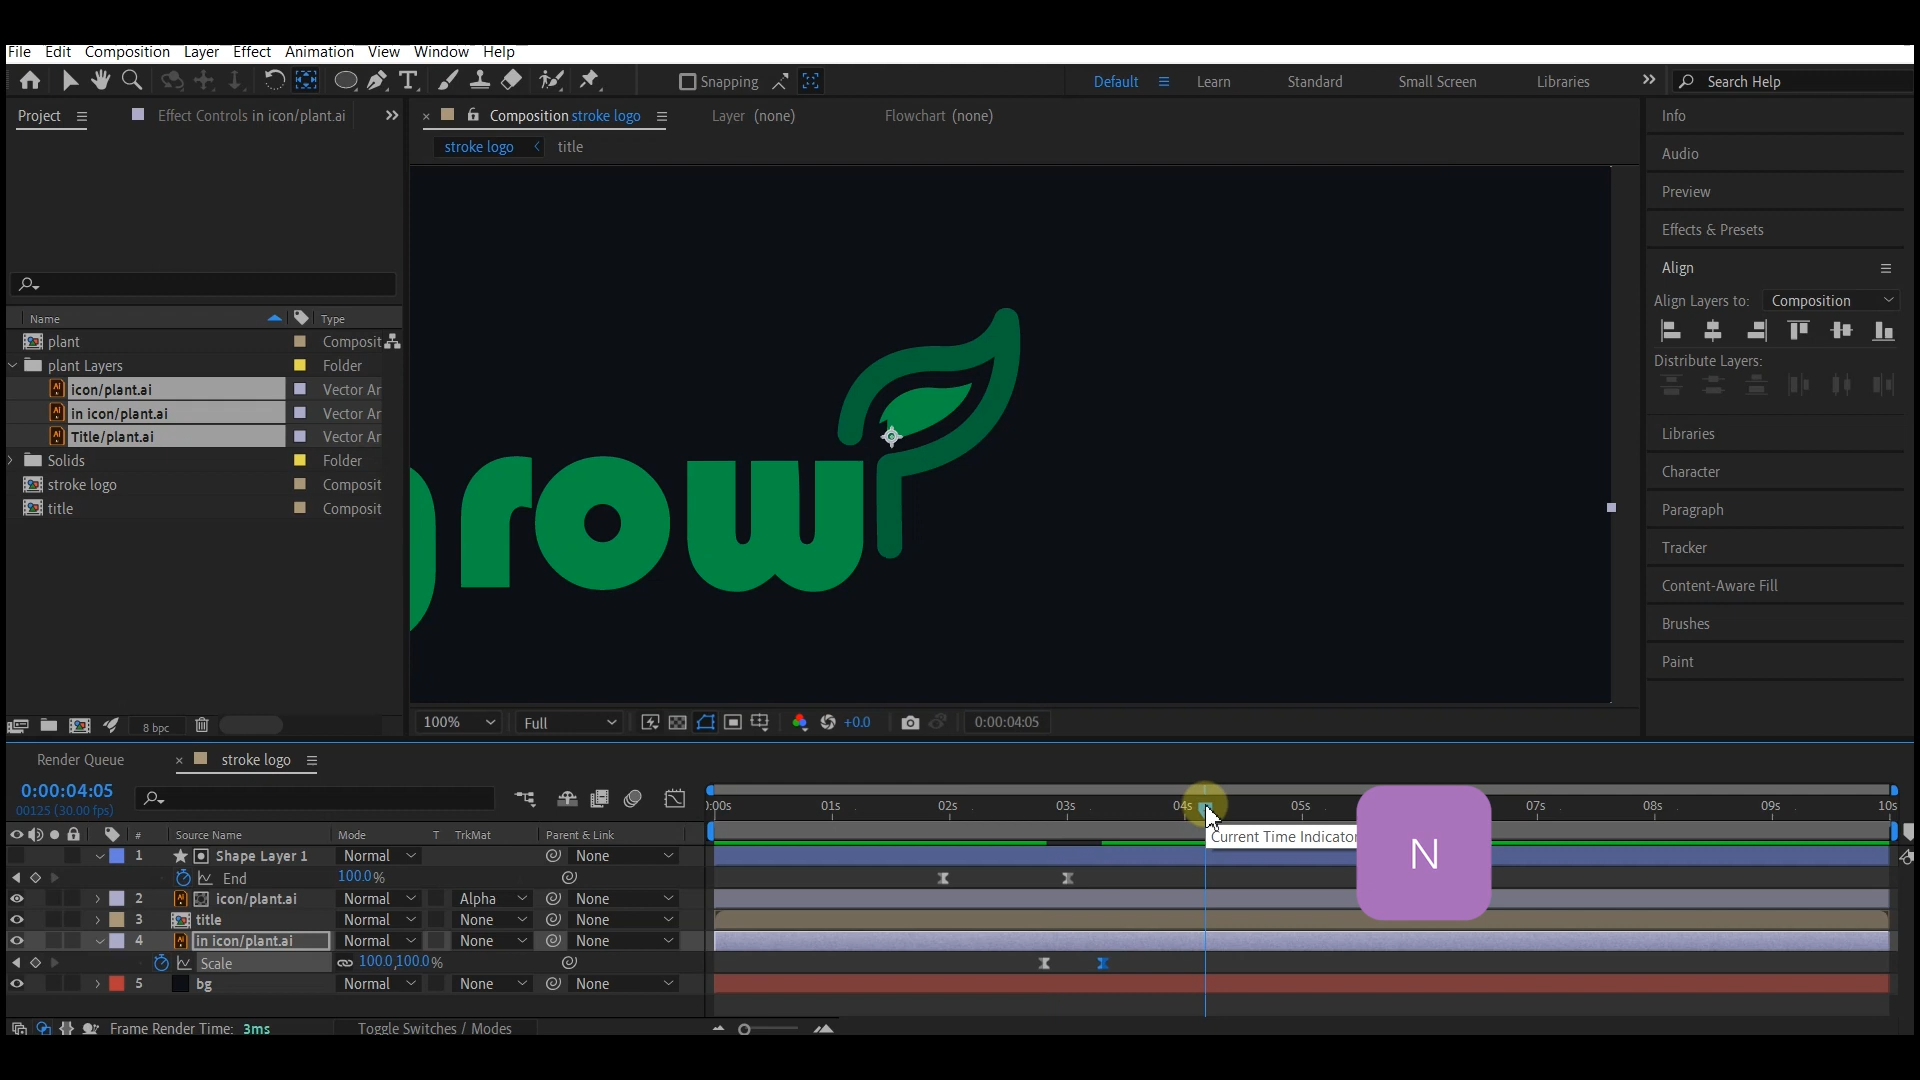 File Edit Composition Layer Effect Animation View Window Help
Snapping Default Learn Standard Small Screen Libraries Search Help
Project Effect Controls in icon/plant.ai Composition stroke logo Layer (none) Flowchart (none) Info
stroke logo title
Audio
Preview
Effects & Presets
Align
Align Layers to: Composition
Name Type
plant Composit
plant Layers Folder
Distribute Layers:
icon/plant.ai Vector Ar
in icon/plant.ai Vector Ar
Title/plant.ai Vector Ar
Libraries
Solids Folder
Character
stroke logo Composit
title Composit
Paragraph
row
Tracker
Content-Aware Fill
Brushes
Paint
8 bpc 100% Full +0.0 0:00:04:05
Render Queue stroke logo
0:00:04:05
00125 (30.00 fps)
:00s 01s 02s 03s 04s 05s 07s 08s 09s 10s
# Source Name Mode T TrkMat Parent & Link Current Time Indicator
1 Shape Layer 1 Normal None N
End 100.0%
2 icon/plant.ai Normal Alpha None
3 title Normal None None
4 in icon/plant.ai Normal None None
Scale 100.0,100.0%
5 bg Normal None None
Frame Render Time: 3ms Toggle Switches / Modes